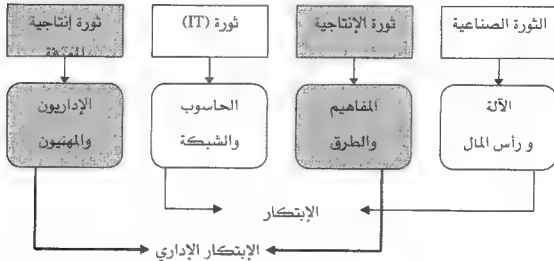 الثورة الصناعية
ثورة الإنتاجية
ثورة (IT)
ثورة إنتاجية
الآلة
و رأس المال
المفاهيم
والطرق
الحاسوب
والشبكة
الإداريون
والمهنيون
الإبتكار
الإبتكار الإداري